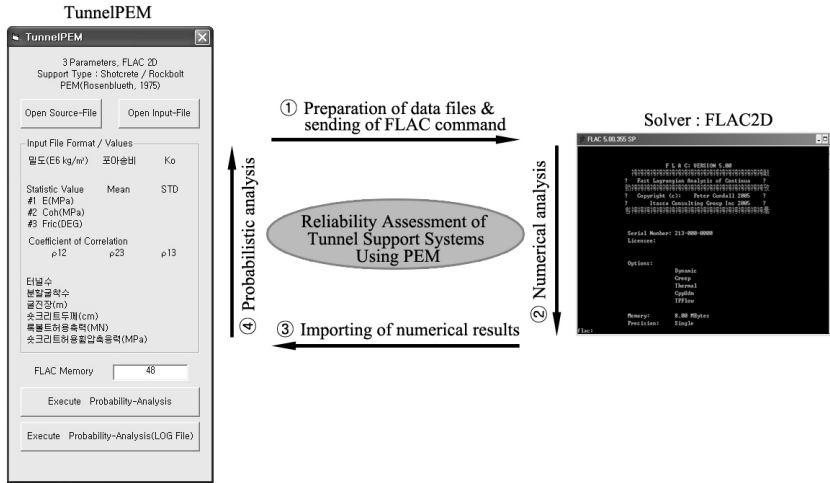 TunnelPEM
TunnelPEM
3 Parameters, FLAC 2D
Support Type : Shotcrete / Rockbolt
PEM(Rosenblueth, 1975)
Open Source-File
Open Input-File
Input File Format / Values
밀도(E6 kg/m³) 포아송비 Ko
Statistic Value Mean STD
#1 E(MPa)
#2 Coh(MPa)
#3 Fric(DEG)
Coefficient of Correlation
ρ12 ρ23 ρ13
터널수
분할굴착수
굴진장(m)
숏크리트두께(cm)
록볼트허용축력(MN)
숏크리트허용휨압축응력(MPa)
FLAC Memory 48
Execute Probability-Analysis
Execute Probability-Analysis(LOG File)
① Preparation of data files &
sending of FLAC command
② Numerical analysis
③ Importing of numerical results
④ Probabilistic analysis
Reliability Assessment of
Tunnel Support Systems
Using PEM
Solver : FLAC2D
FLAC 5.00.355 SP
F L A C: VERSION 5.00
? Fast Lagrangian Analysis of Continua ?
? Copyright (c): Peter Cundall 2005 ?
? Itasca Consulting Group Inc 2005 ?
Serial Number: 213-000-0000
Licensee:
Options:
Dynamic
Creep
Thermal
CppUdm
TPFlow
Memory: 8.00 MBytes
Precision: Single
flac: